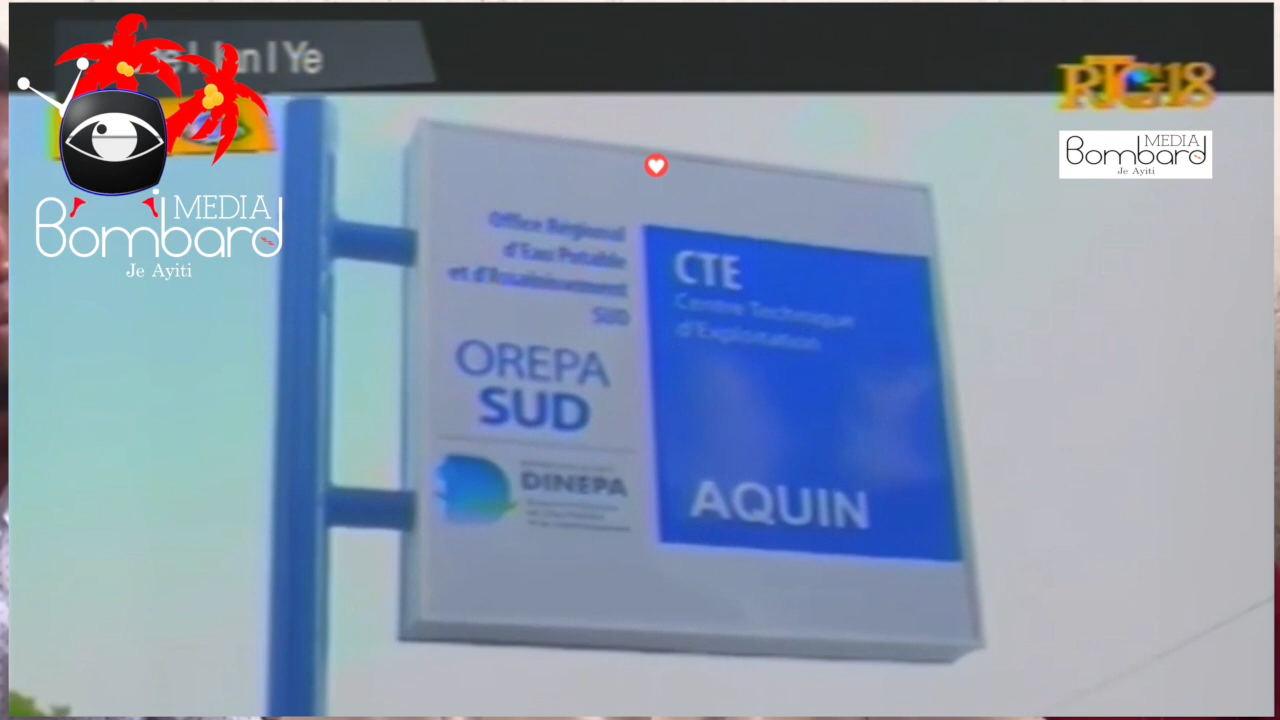 RTG18
MEDIA
Bombard
Je Ayiti
MEDIA
Bombard
Je Ayiti
Office Régional
d'Eau Potable
et d'Assainissement
SUD
OREPA
SUD
DINEPA
CTE
Centre Technique
d'Exploitation
AQUIN